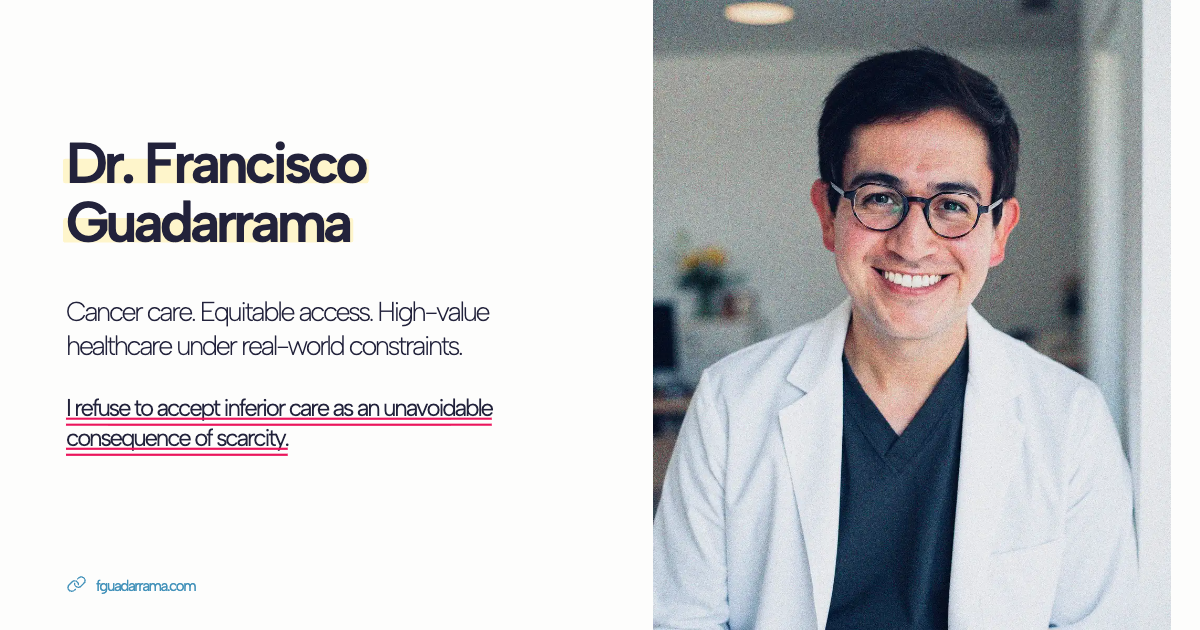 Dr. Francisco
Guadarrama
Cancer care. Equitable access. High-value
healthcare under real-world constraints.
I refuse to accept inferior care as an unavoidable
consequence of scarcity.
fguadarrama.com